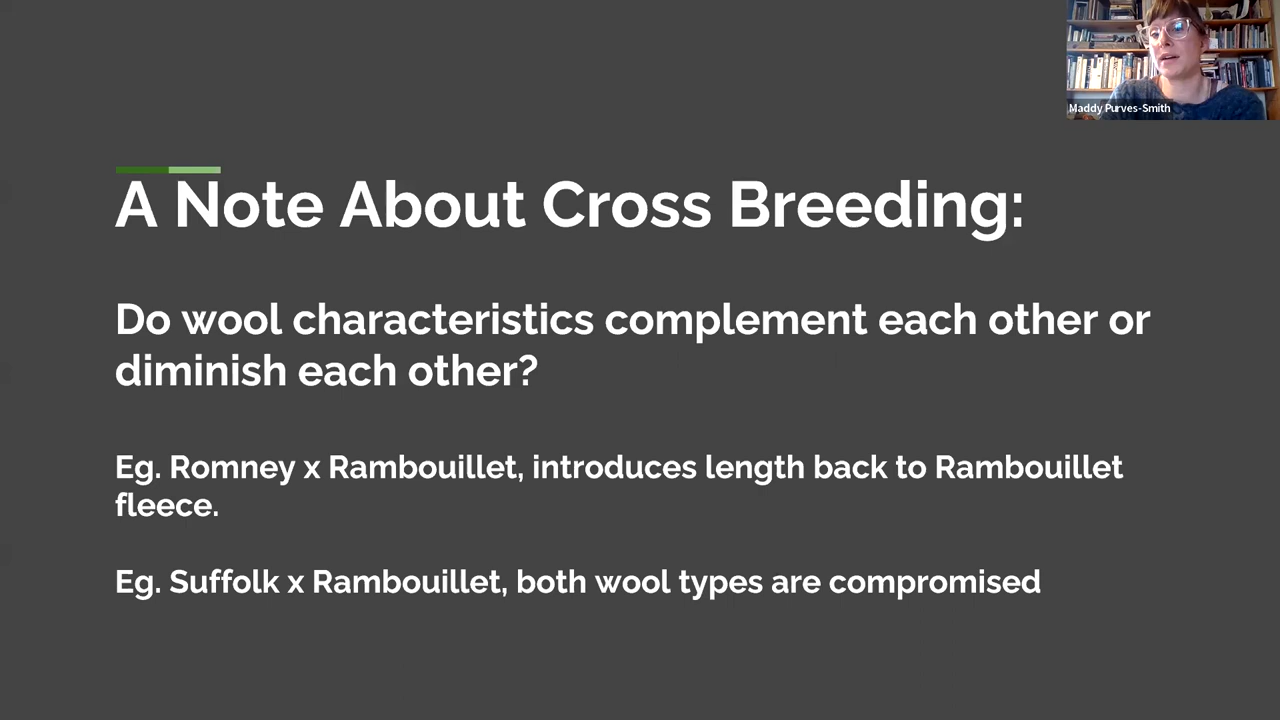 Maddy Purves-Smith
A Note About Cross Breeding:
Do wool characteristics complement each other or
diminish each other?
Eg. Romney x Rambouillet, introduces length back to Rambouillet
fleece.
Eg. Suffolk x Rambouillet, both wool types are compromised